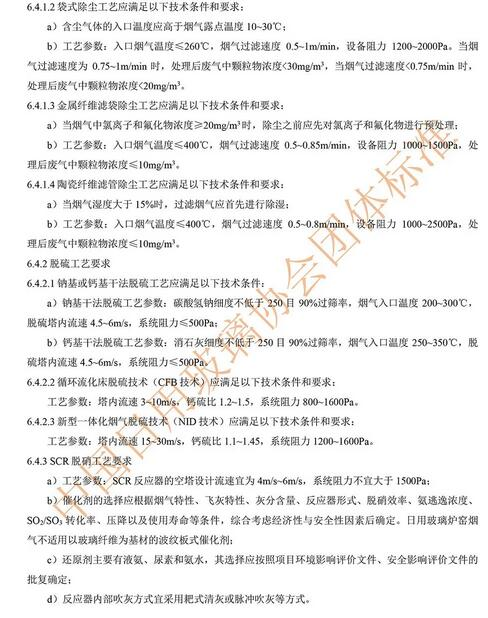 6.4.1.2 袋式除尘工艺应满足以下技术条件和要求：
a）含尘气体的入口温度应高于烟气露点温度 10~30℃；
b）工艺参数：入口烟气温度≤260℃，烟气过滤速度 0.5~1m/min，设备阻力 1200~2000Pa。当烟
气过滤速度为 0.75~1m/min 时，处理后废气中颗粒物浓度<30mg/m³，当烟气过滤速度<0.75m/min 时，
处理后废气中颗粒物浓度<20mg/m³。
6.4.1.3 金属纤维滤袋除尘工艺应满足以下技术条件和要求：
a）当烟气中氯离子和氟化物浓度≥20mg/m³时，除尘之前应先对氯离子和氟化物进行预处理；
b）工艺参数：入口烟气温度≤400℃，烟气过滤速度 0.5~0.85m/min，设备阻力 1000~1500Pa，处
理后废气中颗粒物浓度≤10mg/m³。
6.4.1.4 陶瓷纤维滤管除尘工艺应满足以下技术条件和要求：
a）当烟气湿度大于 15%时，过滤烟气应首先进行除湿；
b）工艺参数：入口烟气温度≤400℃，烟气过滤速度 0.5~0.8m/min，设备阻力 1000~2500Pa，处
理后废气中颗粒物浓度≤10mg/m³。
6.4.2 脱硫工艺要求
6.4.2.1 钠基或钙基干法脱硫工艺应满足以下技术条件：
a）钠基干法脱硫工艺参数：碳酸氢钠细度不低于 250 目 90%过筛率，烟气入口温度 200~300℃，
脱硫塔内流速 4.5~6m/s，系统阻力≤500Pa；
b）钙基干法脱硫工艺参数：消石灰细度不低于 250 目 90%过筛率，烟气入口温度 250~350℃，脱
硫塔内流速 4.5~6m/s，系统阻力≤500Pa。
6.4.2.2 循环流化床脱硫技术（CFB 技术）应满足以下技术条件和要求：
工艺参数：塔内流速 3~10m/s，钙硫比 1.2~1.5，系统阻力 800~1600Pa。
6.4.2.3 新型一体化烟气脱硫技术（NID 技术）应满足以下技术条件和要求：
工艺参数：塔内流速 15~30m/s，钙硫比 1.1~1.45，系统阻力 1200~1600Pa。
6.4.3 SCR 脱硝工艺要求
a）工艺参数：SCR 反应器的空塔设计流速宜为 4m/s~6m/s，系统阻力不宜大于 1500Pa；
b）催化剂的选择应根据烟气特性、飞灰特性、灰分含量、反应器形式、脱硝效率、氨逃逸浓度、
SO₂/SO₃ 转化率、压降以及使用寿命等条件，综合考虑经济性与安全性因素后确定。日用玻璃炉窑烟
气不适用以玻璃纤维为基材的波纹板式催化剂；
c）还原剂主要有液氨、尿素和氨水，其选择应按照项目环境影响评价文件、安全影响评价文件的
批复确定；
d）反应器内部吹灰方式宜采用耙式清灰或脉冲吹灰等方式。
中国日用玻璃协会团体标准